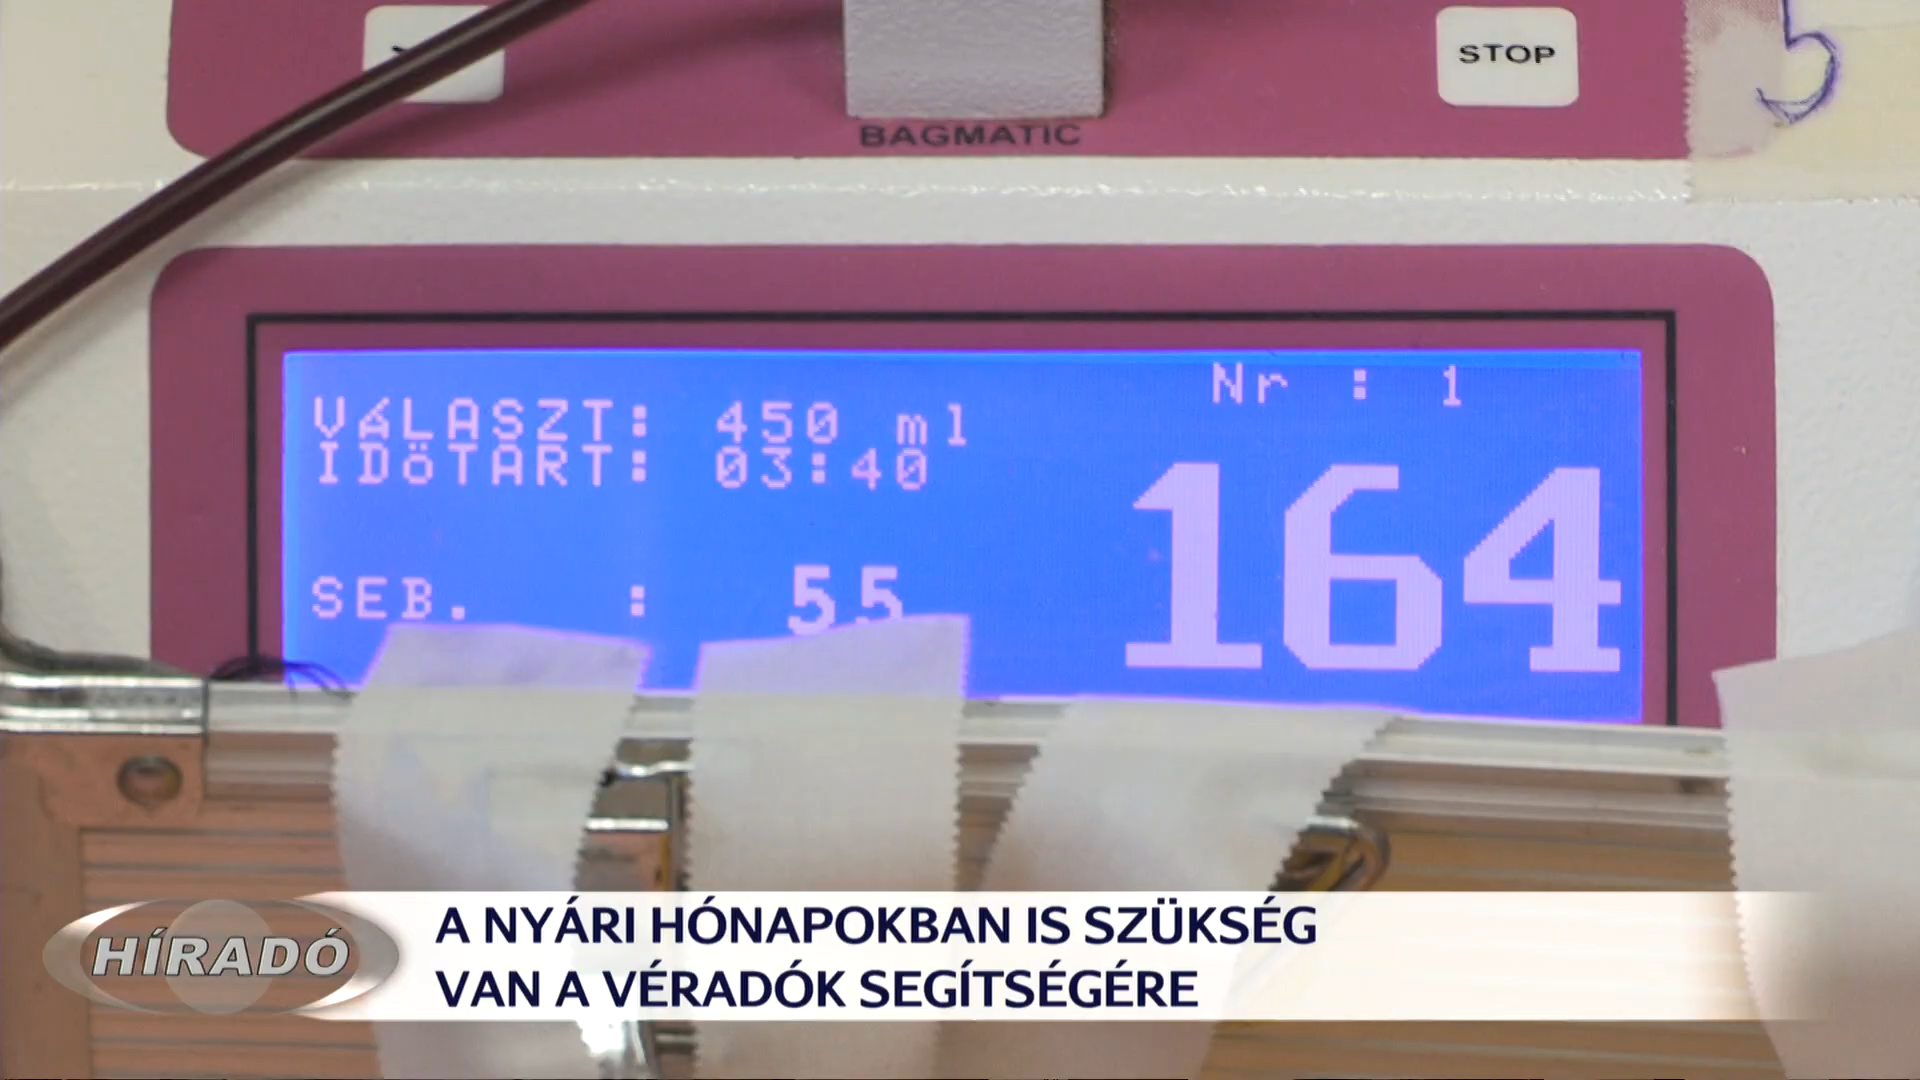 STOP
5
BAGMATIC
Nr : 1
VáLASZT: 450 ml
IDöTART: 03:40
164
SEB. : 55
HÍRADÓ
A NYÁRI HÓNAPOKBAN IS SZÜKSÉG
VAN A VÉRADÓK SEGÍTSÉGÉRE